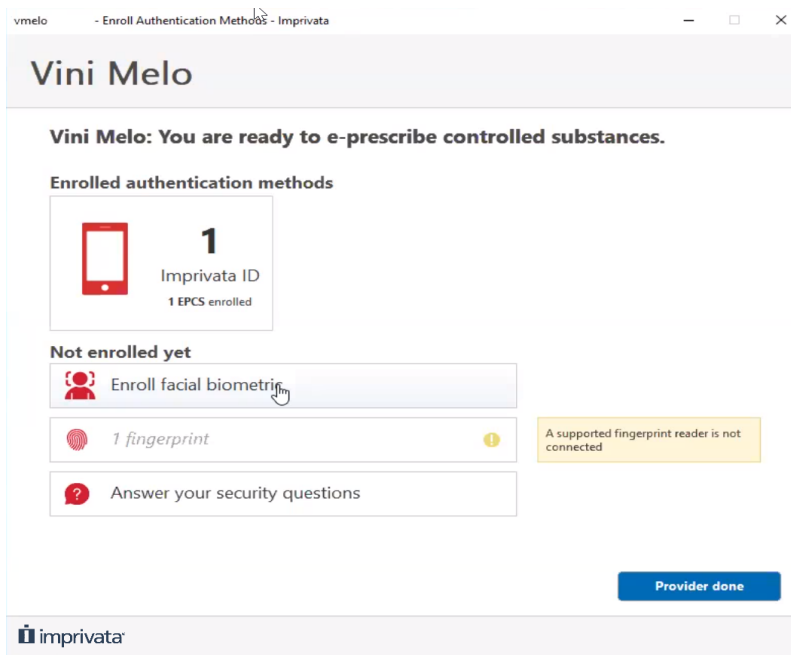 vmelo - Enroll Authentication Methods - Imprivata
Vini Melo
Vini Melo: You are ready to e-prescribe controlled substances.
Enrolled authentication methods
1
Imprivata ID
1 EPCS enrolled
Not enrolled yet
Enroll facial biometric
1 fingerprint
!
A supported fingerprint reader is not
connected
?
Answer your security questions
Provider done
imprivata